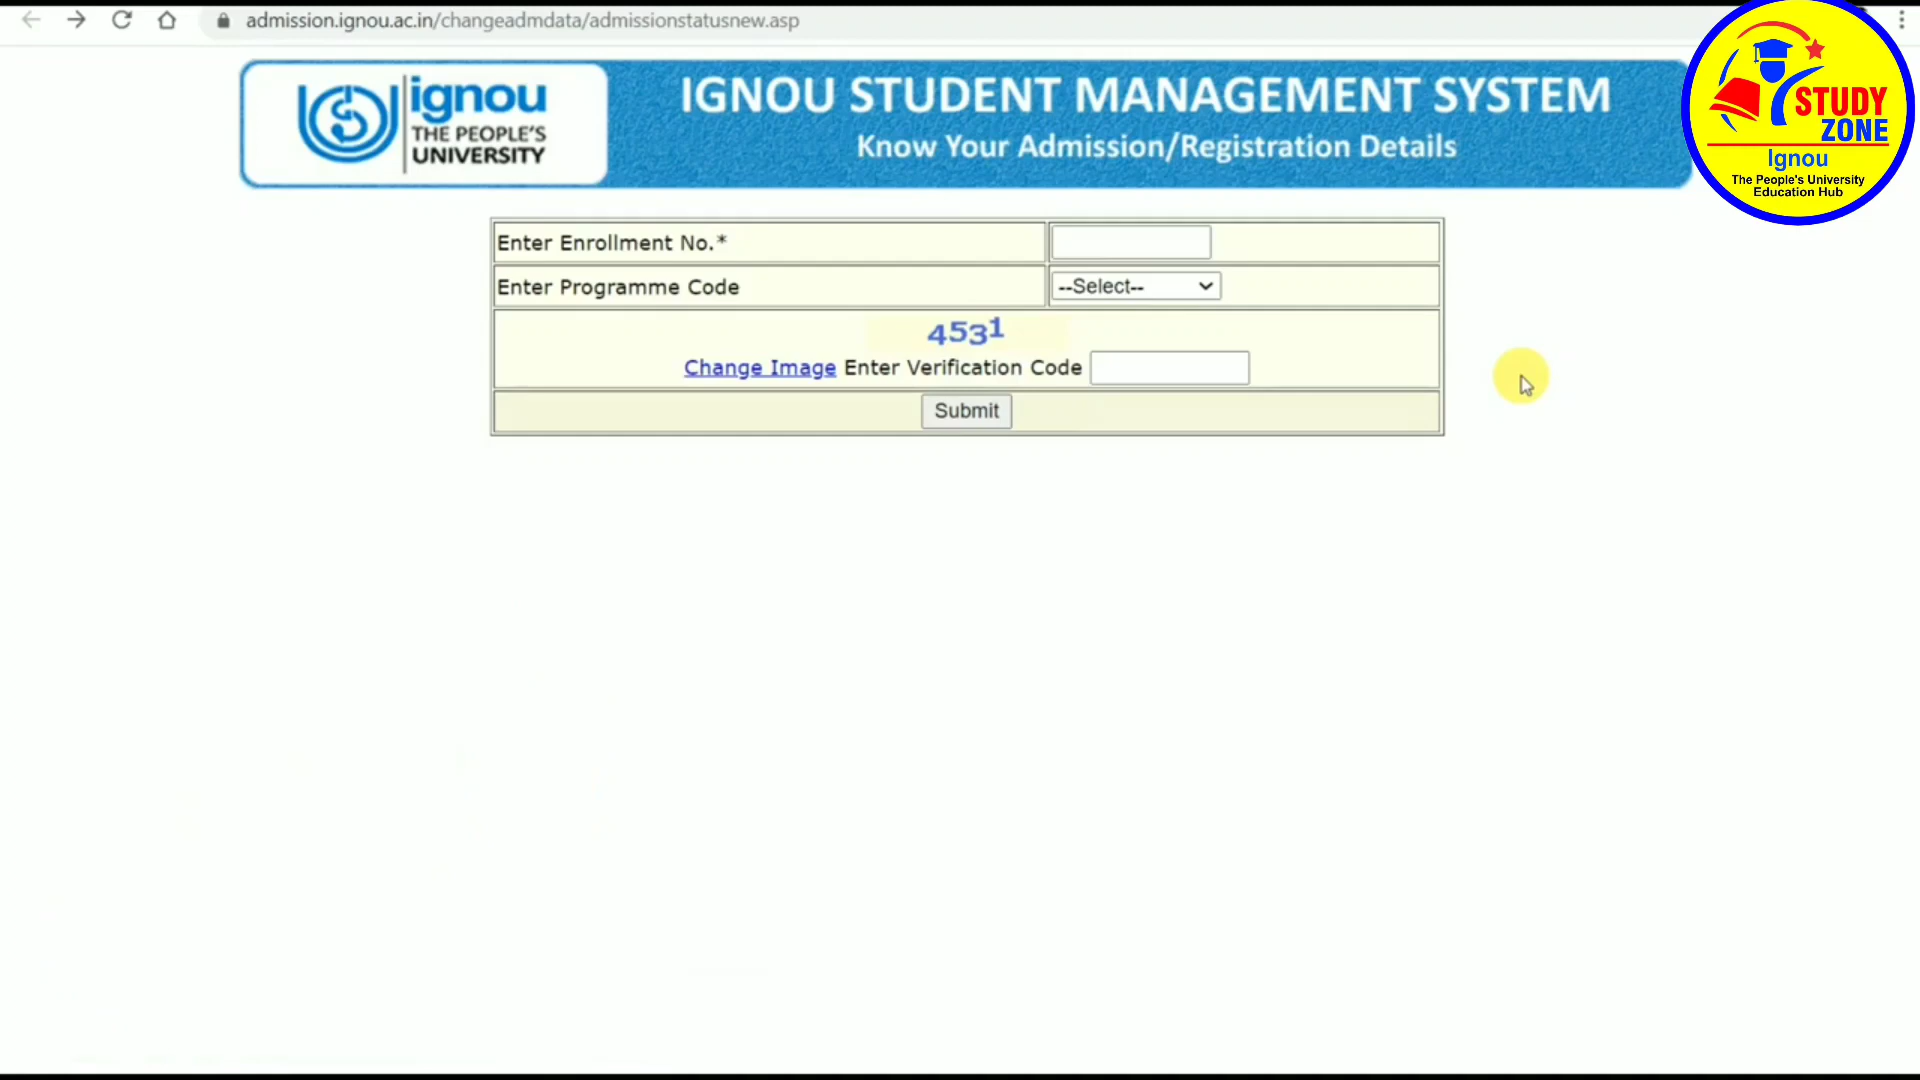 admission.ignou.ac.in/changeadmdata/admissionstatusnew.asp
ignou
THE PEOPLE'S
UNIVERSITY
IGNOU STUDENT MANAGEMENT SYSTEM
Know Your Admission/Registration Details
STUDY
ZONE
Ignou
The People's University
Education Hub
Enter Enrollment No.*
Enter Programme Code
--Select--
4531
Change Image Enter Verification Code
Submit